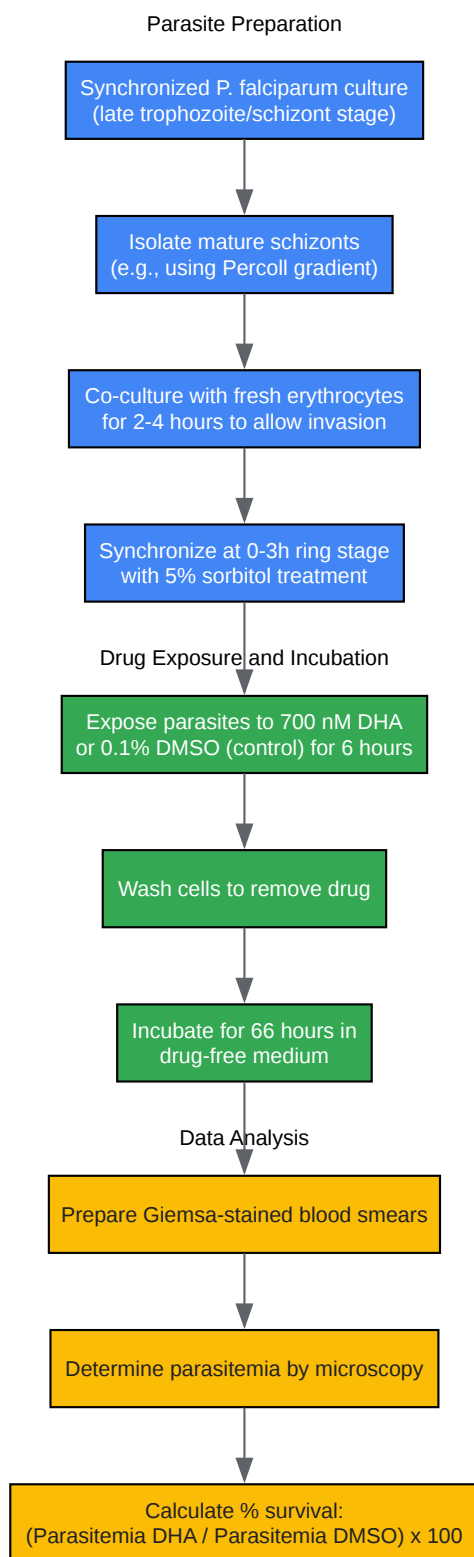 Parasite Preparation
Synchronized P. falciparum culture
(late trophozoite/schizont stage)
Isolate mature schizonts
(e.g., using Percoll gradient)
Co-culture with fresh erythrocytes
for 2-4 hours to allow invasion
Synchronize at 0-3h ring stage
with 5% sorbitol treatment
Drug Exposure and Incubation
Expose parasites to 700 nM DHA
or 0.1% DMSO (control) for 6 hours
Wash cells to remove drug
Incubate for 66 hours in
drug-free medium
Data Analysis
Prepare Giemsa-stained blood smears
Determine parasitemia by microscopy
Calculate % survival:
(Parasitemia DHA / Parasitemia DMSO) x 100